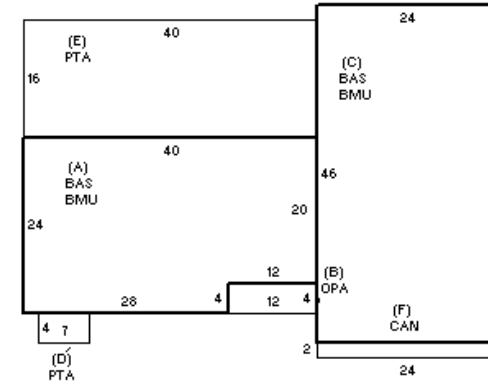 40
24
(E)
PTA
16
(C)
BAS
BMU
40
(A)
BAS
BMU
46
20
24
12
(B)
OPA
28
4
12
4
(F)
CAN
4 7
2
(D)
PTA
24